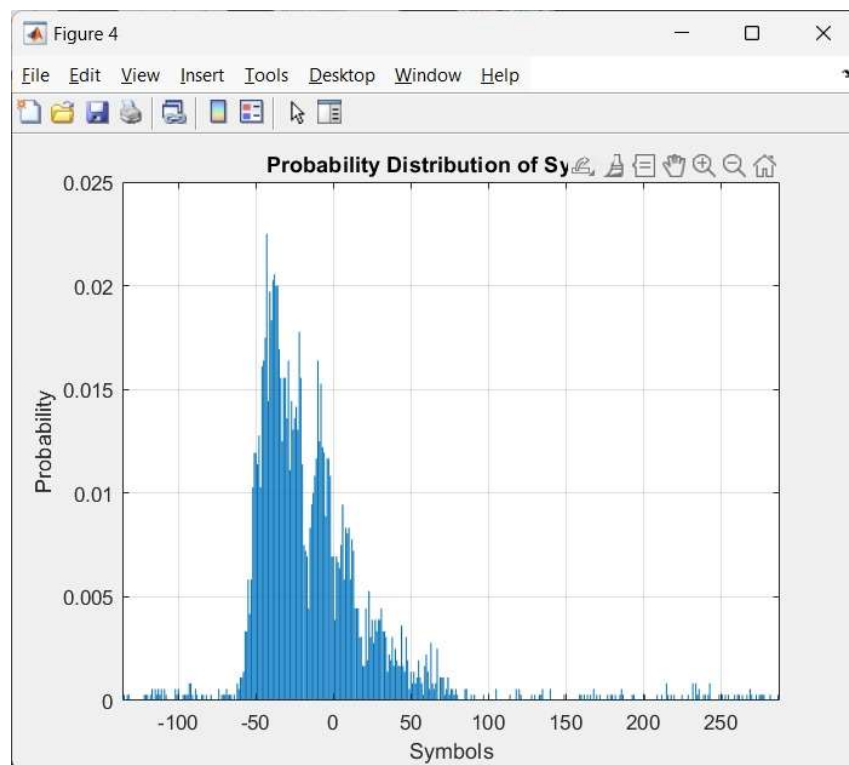 Figure 4
File Edit View Insert Tools Desktop Window Help
Probability Distribution of Sy
0.025
0.02
0.015
0.01
0.005
0
Probability
-100 -50 0 50 100 150 200 250
Symbols